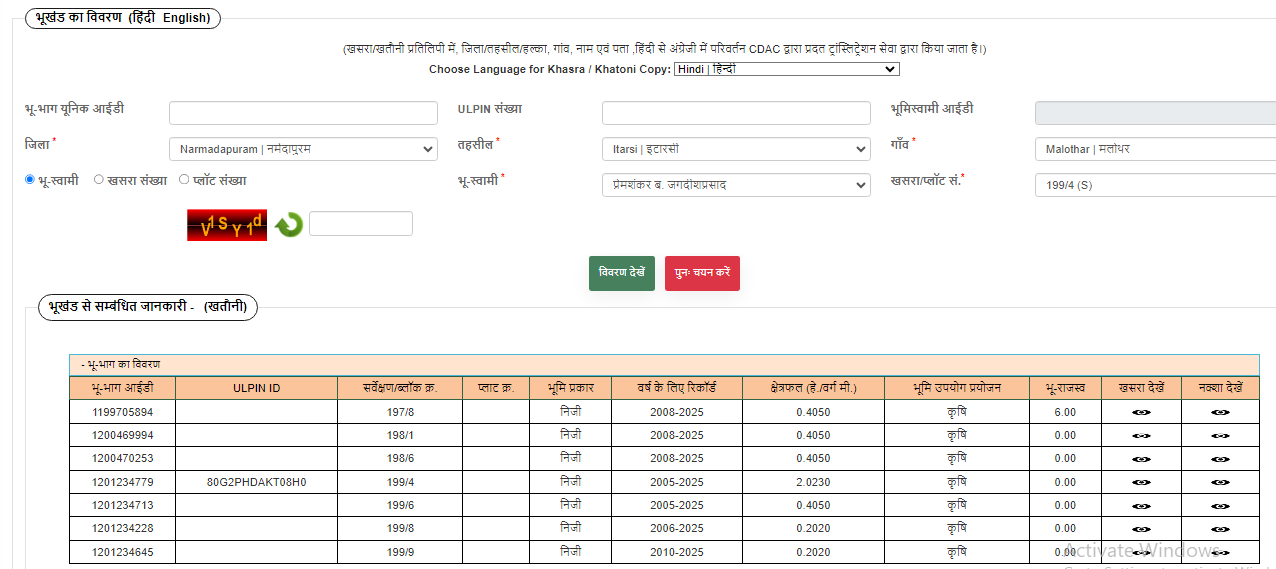 भूखंड का विवरण (हिंदी English)
(खसरा/खतौनी प्रतिलिपी में, जिला/तहसील/हल्का, गांव, नाम एवं पता ,हिंदी से अंग्रेजी में परिवर्तन CDAC द्वारा प्रदत ट्रांस्लिट्रेशन सेवा द्वारा किया जाता है।)
Choose Language for Khasra / Khatoni Copy: Hindi | हिन्दी
भू-भाग यूनिक आईडी ULPIN संख्या भूमिस्वामी आईडी
जिला * Narmadapuram | नर्मदापुरम तहसील * Itarsi | इटारसी गाँव * Malothar | मलोथर
भू-स्वामी खसरा संख्या प्लॉट संख्या भू-स्वामी * प्रेमशंकर ब. जगदीशप्रसाद खसरा/प्लॉट सं.* 199/4 (S)
V1SY1d
विवरण देखें पुनः चयन करें
भूखंड से सम्बंधित जानकारी - (खतौनी)
- भू-भाग का विवरण
भू-भाग आईडी ULPIN ID सर्वेक्षण/ब्लॉक क्र. प्लाट क्र. भूमि प्रकार वर्ष के लिए रिकॉर्ड क्षेत्रफल (हे./वर्ग मी.) भूमि उपयोग प्रयोजन भू-राजस्व खसरा देखें नक्शा देखें
1199705894 197/8 निजी 2008-2025 0.4050 कृषि 6.00
1200469994 198/1 निजी 2008-2025 0.4050 कृषि 0.00
1200470253 198/6 निजी 2008-2025 0.4050 कृषि 0.00
1201234779 80G2PHDAKT08H0 199/4 निजी 2005-2025 2.0230 कृषि 0.00
1201234713 199/6 निजी 2005-2025 0.4050 कृषि 0.00
1201234228 199/8 निजी 2006-2025 0.2020 कृषि 0.00
1201234645 199/9 निजी 2010-2025 0.2020 कृषि 0.00
Activate Windows